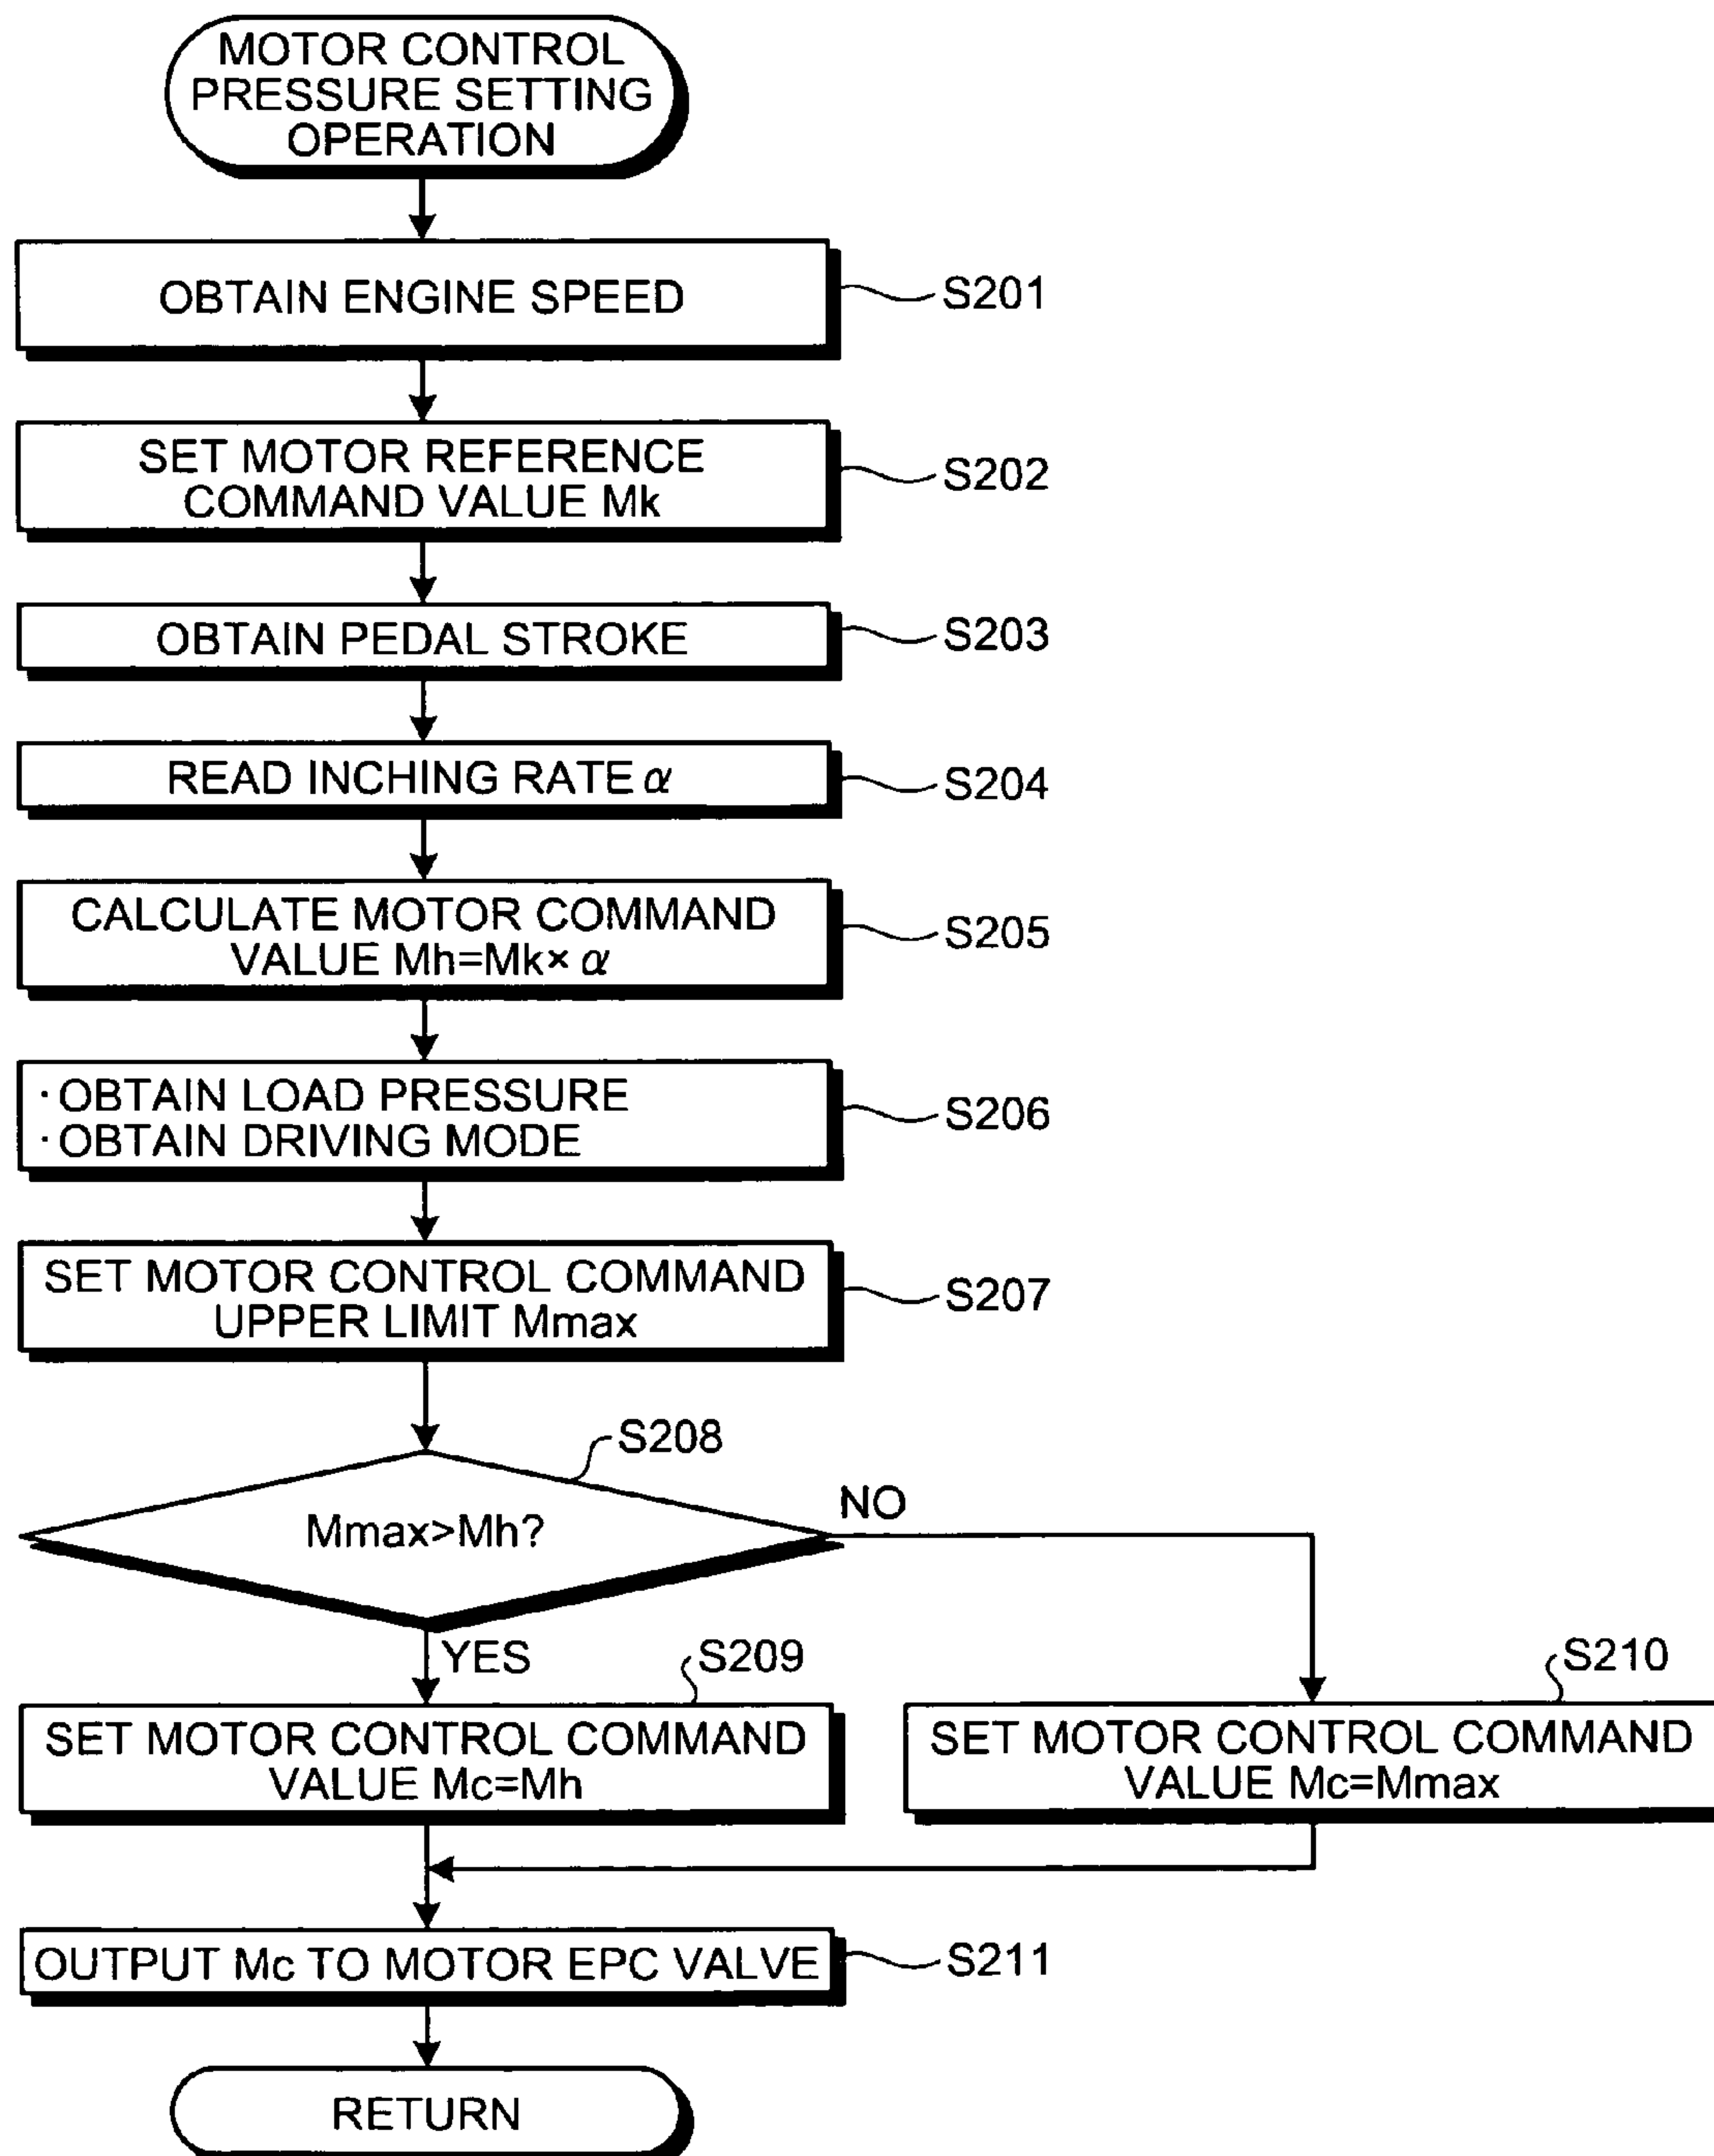 MOTOR CONTROL
PRESSURE SETTING
OPERATION
OBTAIN ENGINE SPEED
S201
SET MOTOR REFERENCE
COMMAND VALUE Mk
S202
OBTAIN PEDAL STROKE
S203
READ INCHING RATE α
S204
CALCULATE MOTOR COMMAND
VALUE Mh=Mk× α
S205
·OBTAIN LOAD PRESSURE
·OBTAIN DRIVING MODE
S206
SET MOTOR CONTROL COMMAND
UPPER LIMIT Mmax
S207
S208
Mmax>Mh?
NO
YES
S209
SET MOTOR CONTROL COMMAND
VALUE Mc=Mh
S210
SET MOTOR CONTROL COMMAND
VALUE Mc=Mmax
OUTPUT Mc TO MOTOR EPC VALVE
S211
RETURN